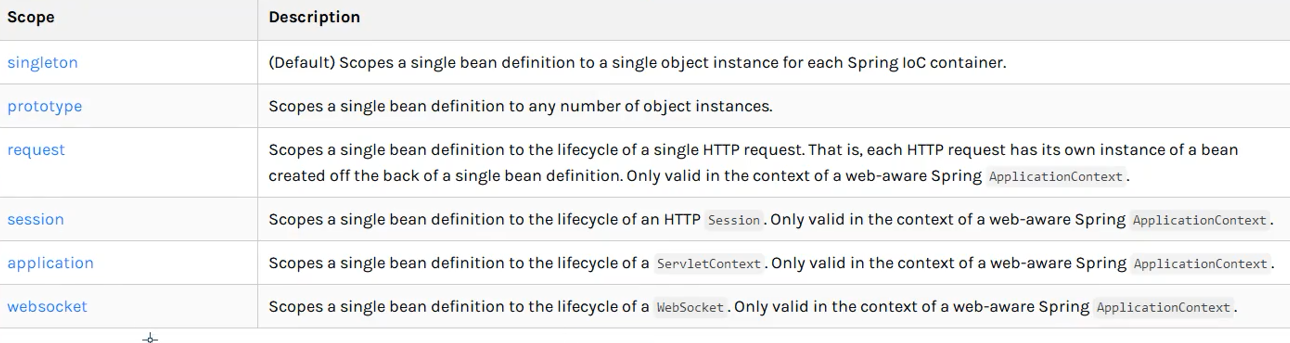 Scope Description
singleton (Default) Scopes a single bean definition to a single object instance for each Spring IoC container.
prototype Scopes a single bean definition to any number of object instances.
request Scopes a single bean definition to the lifecycle of a single HTTP request. That is, each HTTP request has its own instance of a bean
created off the back of a single bean definition. Only valid in the context of a web-aware Spring ApplicationContext.
session Scopes a single bean definition to the lifecycle of an HTTP Session. Only valid in the context of a web-aware Spring ApplicationContext.
application Scopes a single bean definition to the lifecycle of a ServletContext. Only valid in the context of a web-aware Spring ApplicationContext.
websocket Scopes a single bean definition to the lifecycle of a WebSocket. Only valid in the context of a web-aware Spring ApplicationContext.